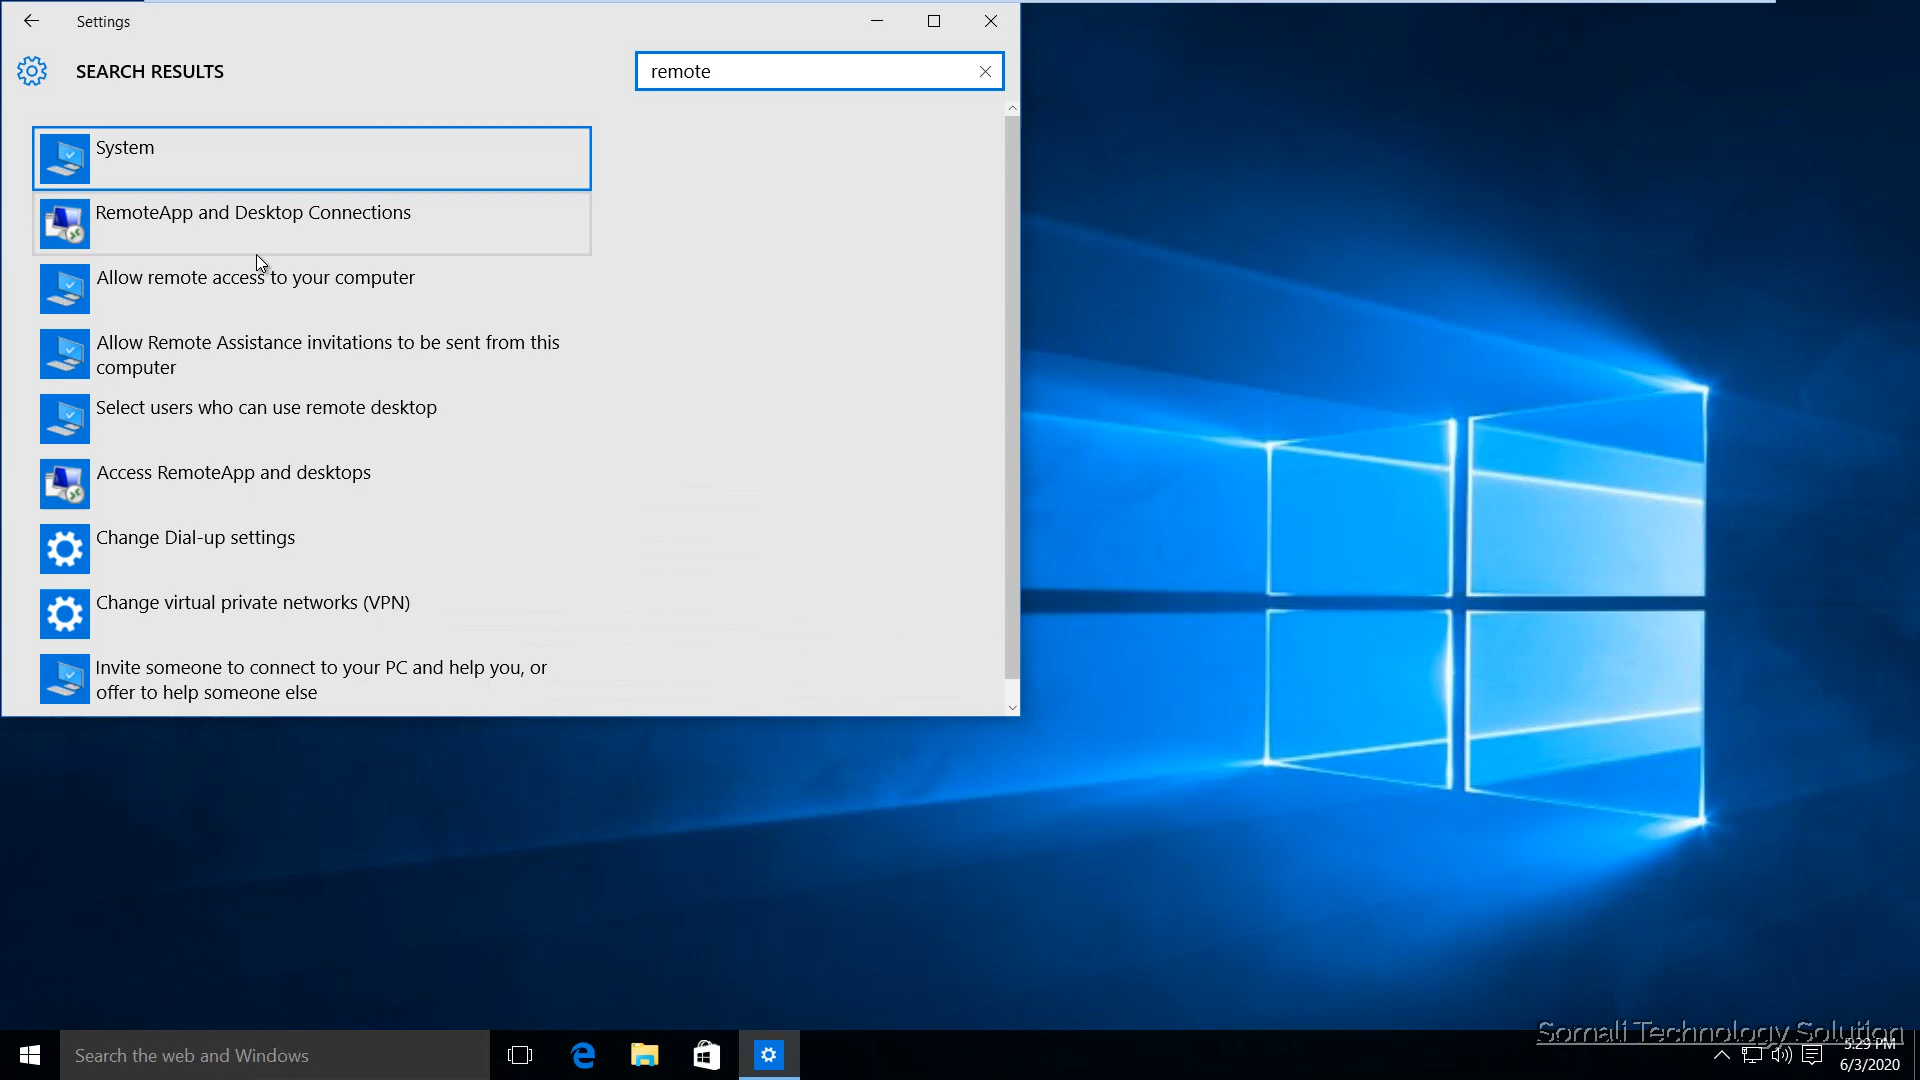 Settings
SEARCH RESULTS
remote
System
RemoteApp and Desktop Connections
Allow remote access to your computer
Allow Remote Assistance invitations to be sent from this
computer
Select users who can use remote desktop
Access RemoteApp and desktops
Change Dial-up settings
Change virtual private networks (VPN)
Invite someone to connect to your PC and help you, or
offer to help someone else
Somali Technology Solution
Search the web and Windows
5:29 PM
6/3/2020